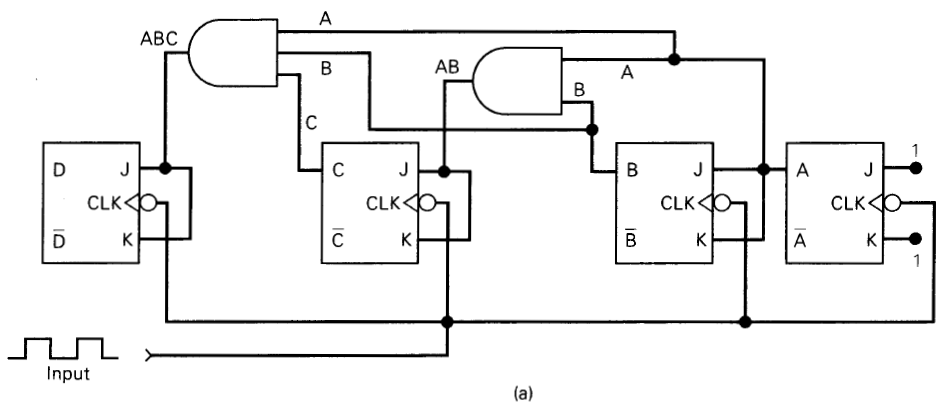 A
ABC
B
AB
A
B
C
D J
CLK
D̅ K
C J
CLK
C̅ K
B J
CLK
B̅ K
A J
CLK
A̅ K
1
1
Input
(a)